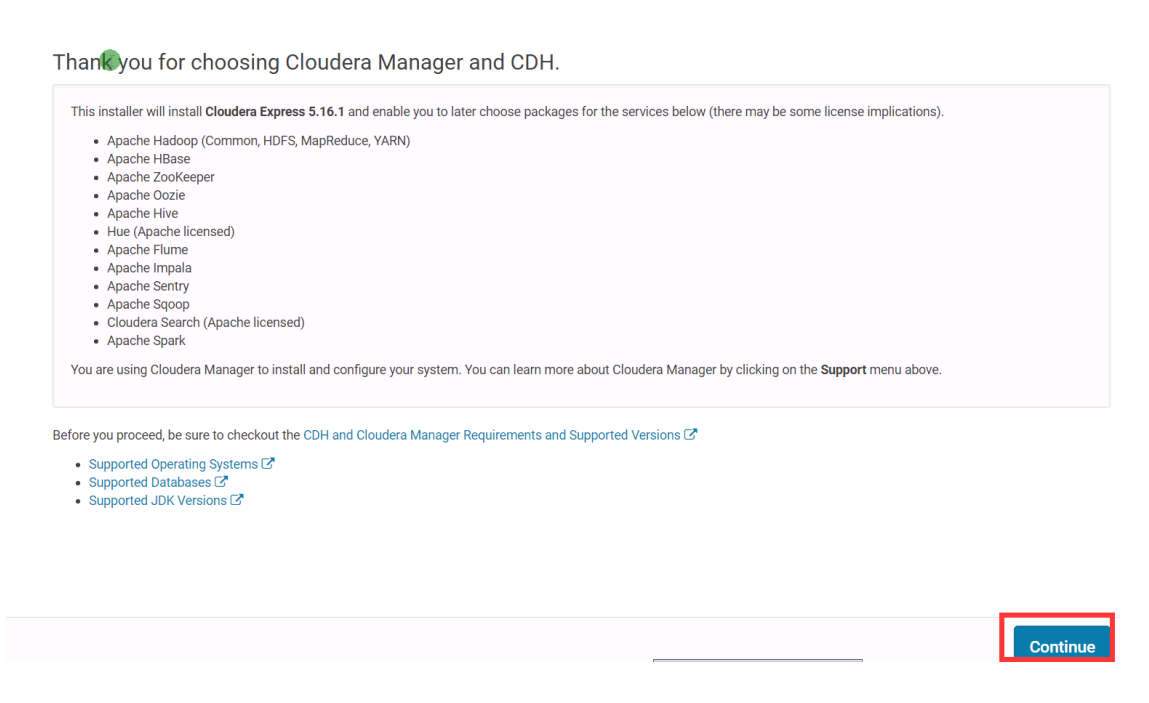 Thank you for choosing Cloudera Manager and CDH.
This installer will install Cloudera Express 5.16.1 and enable you to later choose packages for the services below (there may be some license implications).
Apache Hadoop (Common, HDFS, MapReduce, YARN)
Apache HBase
Apache ZooKeeper
Apache Oozie
Apache Hive
Hue (Apache licensed)
Apache Flume
Apache Impala
Apache Sentry
Apache Sqoop
Cloudera Search (Apache licensed)
Apache Spark
You are using Cloudera Manager to install and configure your system. You can learn more about Cloudera Manager by clicking on the Support menu above.
Before you proceed, be sure to checkout the CDH and Cloudera Manager Requirements and Supported Versions
Supported Operating Systems
Supported Databases
Supported JDK Versions
Continue